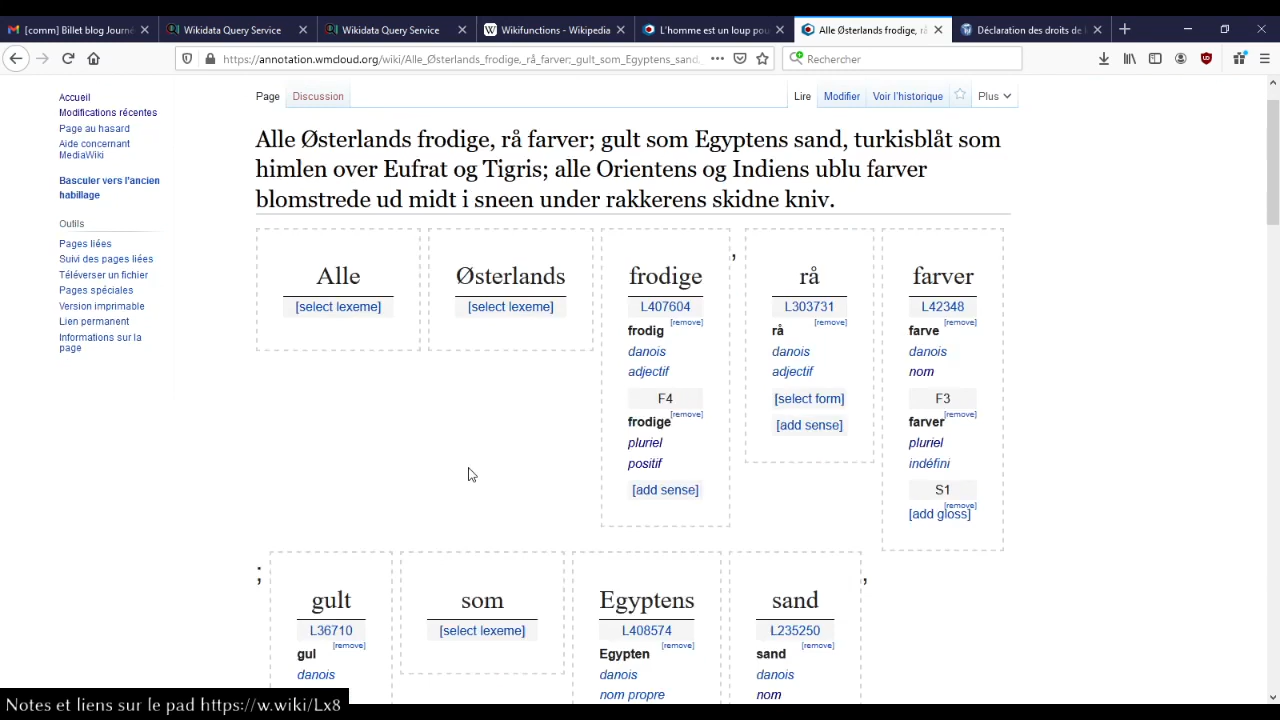 [comm] Billet blog Journé
Wikidata Query Service
Wikidata Query Service
Wikifunctions - Wikipedia
L'homme est un loup pou
Alle Østerlands frodige, rå
Déclaration des droits de
https://annotation.wmcloud.org/wiki/Alle_Østerlands_frodige,_rå_farver;_gult_som_Egyptens_sand,
Rechercher
Accueil
Modifications récentes
Page au hasard
Aide concernant
MediaWiki
Basculer vers l'ancien
habillage
Outils
Pages liées
Suivi des pages liées
Téléverser un fichier
Pages spéciales
Version imprimable
Lien permanent
Informations sur la
page
Page Discussion Lire Modifier Voir l'historique Plus
Alle Østerlands frodige, rå farver; gult som Egyptens sand, turkisblåt som
himlen over Eufrat og Tigris; alle Orientens og Indiens ublu farver
blomstrede ud midt i sneen under rakkerens skidne kniv.
Alle
[select lexeme]
Østerlands
[select lexeme]
frodige
L407604
[remove]
frodig
danois
adjectif
F4
[remove]
frodige
pluriel
positif
[add sense]
,
rå
L303731
[remove]
rå
danois
adjectif
[select form]
[add sense]
farver
L42348
[remove]
farve
danois
nom
F3
[remove]
farver
pluriel
indéfini
S1
[remove]
[add gloss]
;
gult
L36710
[remove]
gul
danois
som
[select lexeme]
Egyptens
L408574
[remove]
Egypten
danois
nom propre
sand
L235250
[remove]
sand
danois
nom
,
Notes et liens sur le pad https://w.wiki/Lx8